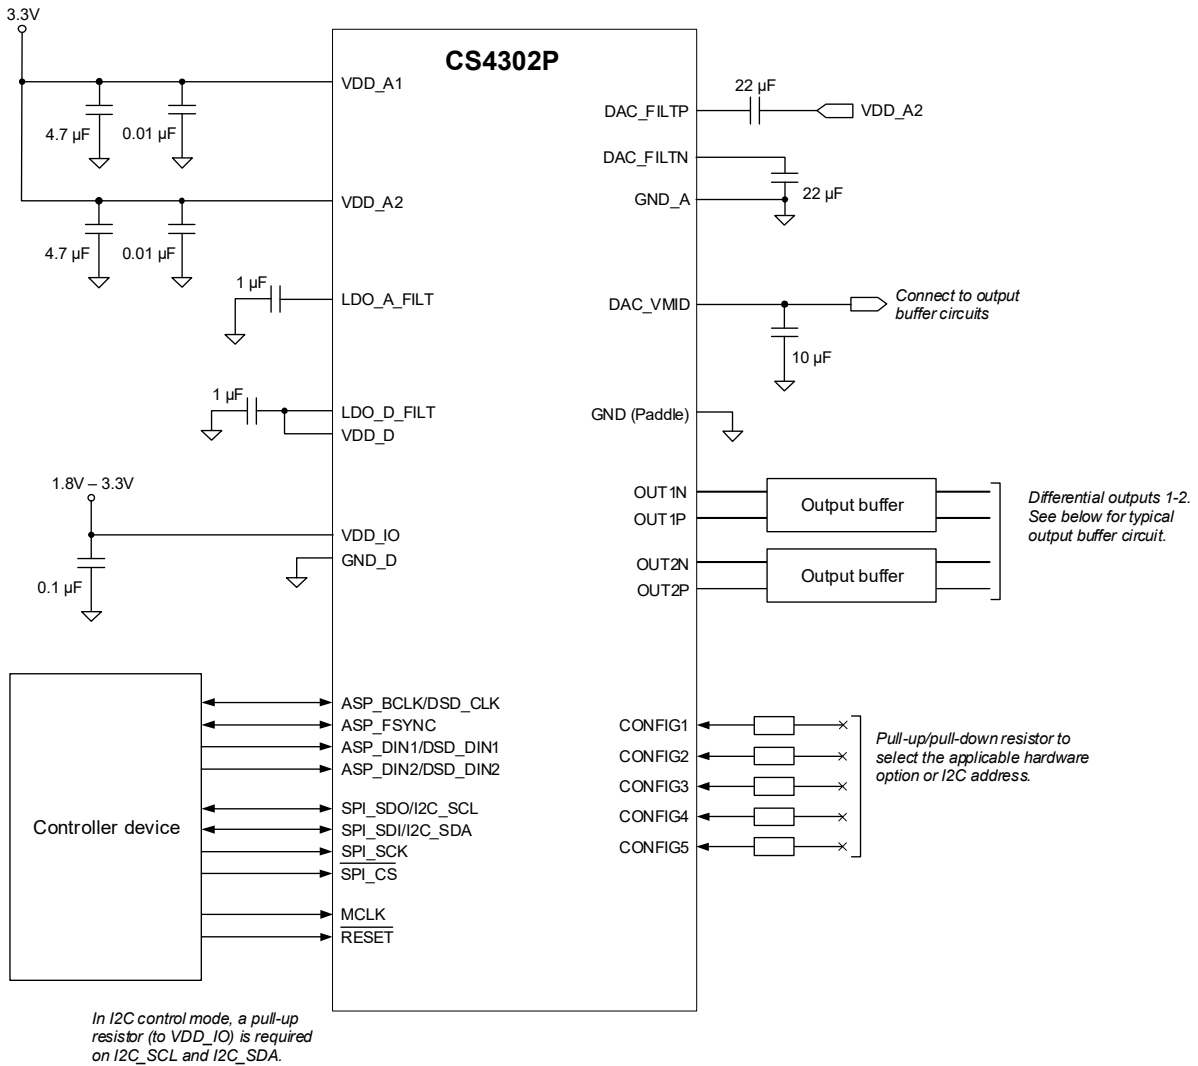 3.3V
CS4302P
VDD_A1
4.7 µF
0.01 µF
VDD_A2
4.7 µF
0.01 µF
1 µF
LDO_A_FILT
1 µF
LDO_D_FILT
VDD_D
1.8V – 3.3V
VDD_IO
GND_D
0.1 µF
Controller device
ASP_BCLK/DSD_CLK
ASP_FSYNC
ASP_DIN1/DSD_DIN1
ASP_DIN2/DSD_DIN2
SPI_SDO/I2C_SCL
SPI_SDI/I2C_SDA
SPI_SCK
SPI_CS
MCLK
RESET
In I2C control mode, a pull-up
resistor (to VDD_IO) is required
on I2C_SCL and I2C_SDA.
22 µF
DAC_FILTP
VDD_A2
DAC_FILTN
GND_A
22 µF
DAC_VMID
Connect to output
buffer circuits
10 µF
GND (Paddle)
OUT1N
OUT1P
Output buffer
OUT2N
OUT2P
Output buffer
Differential outputs 1-2.
See below for typical
output buffer circuit.
CONFIG1
CONFIG2
CONFIG3
CONFIG4
CONFIG5
Pull-up/pull-down resistor to
select the applicable hardware
option or I2C address.